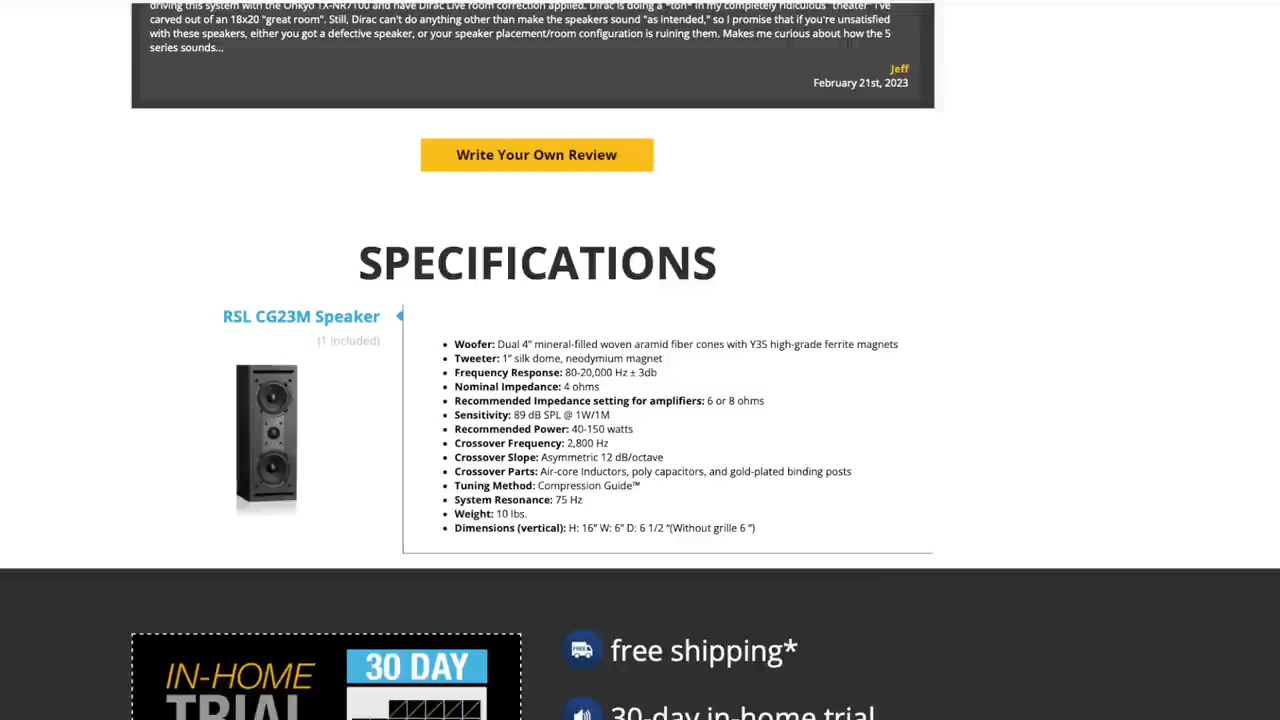 driving this system with the Onkyo TX-NR7100 and have Dirac Live room correction applied. Dirac is doing a *ton* in my completely ridiculous "theater" I've
carved out of an 18x20 "great room". Still, Dirac can't do anything other than make the speakers sound "as intended," so I promise that if you're unsatisfied
with these speakers, either you got a defective speaker, or your speaker placement/room configuration is ruining them. Makes me curious about how the 5
series sounds...
Jeff
February 21st, 2023
Write Your Own Review
SPECIFICATIONS
RSL CG23M Speaker
(1 included)
• Woofer: Dual 4” mineral-filled woven aramid fiber cones with Y35 high-grade ferrite magnets
• Tweeter: 1” silk dome, neodymium magnet
• Frequency Response: 80-20,000 Hz ± 3db
• Nominal Impedance: 4 ohms
• Recommended Impedance setting for amplifiers: 6 or 8 ohms
• Sensitivity: 89 dB SPL @ 1W/1M
• Recommended Power: 40-150 watts
• Crossover Frequency: 2,800 Hz
• Crossover Slope: Asymmetric 12 dB/octave
• Crossover Parts: Air-core Inductors, poly capacitors, and gold-plated binding posts
• Tuning Method: Compression Guide™
• System Resonance: 75 Hz
• Weight: 10 lbs.
• Dimensions (vertical): H: 16” W: 6” D: 6 1/2 “(Without grille 6 “)
IN-HOME
TRIAL
30 DAY
FREE
free shipping*
30-day in-home trial